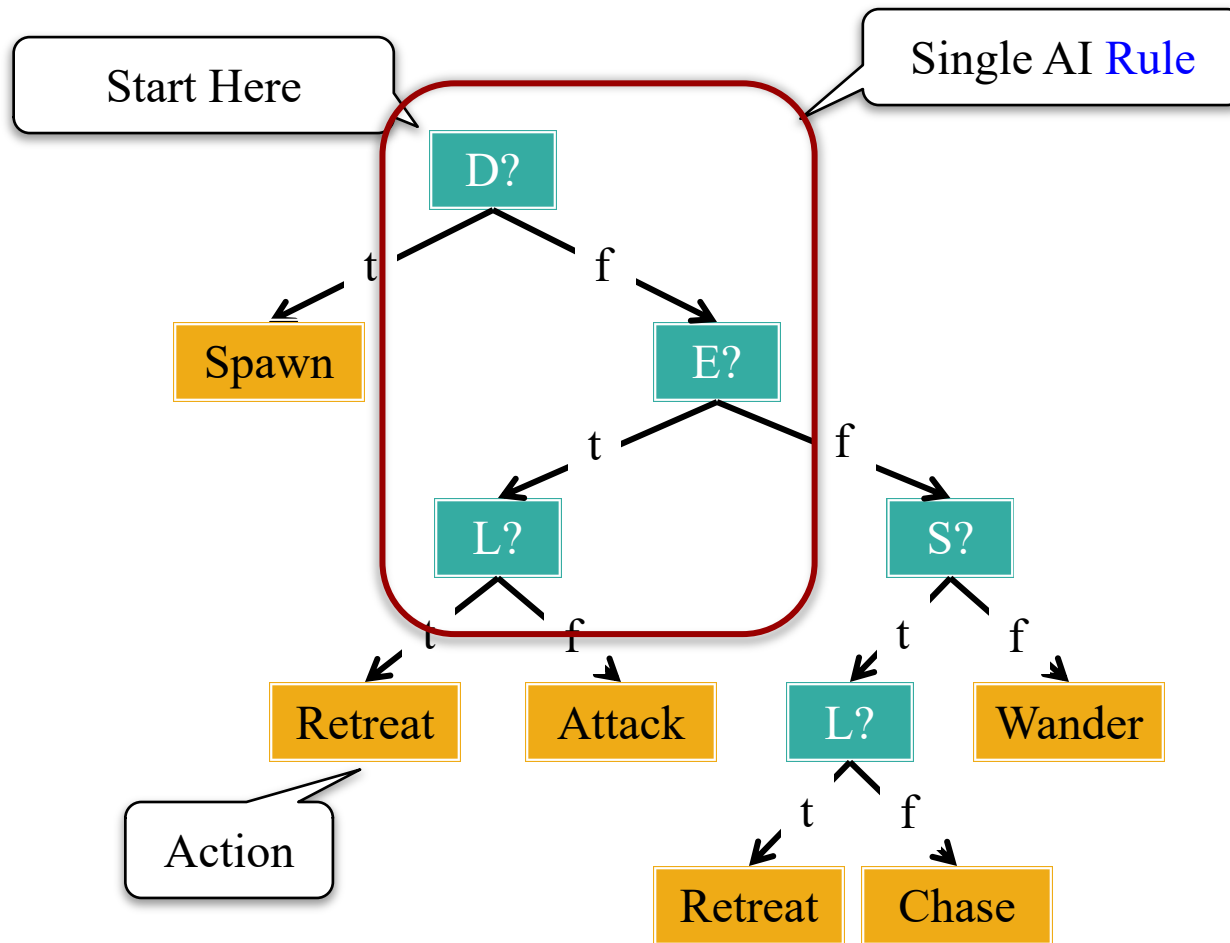 Start Here
Single AI Rule
D?
t
f
Spawn
E?
t
f
L?
S?
t
f
t
f
Retreat
Attack
L?
Wander
Action
t
f
Retreat
Chase